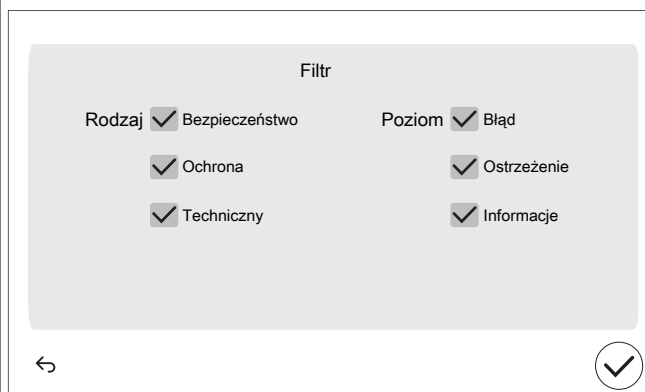 Filtr
Rodzaj Bezpieczeństwo Poziom Błąd
Ochrona Ostrzeżenie
Techniczny Informacje